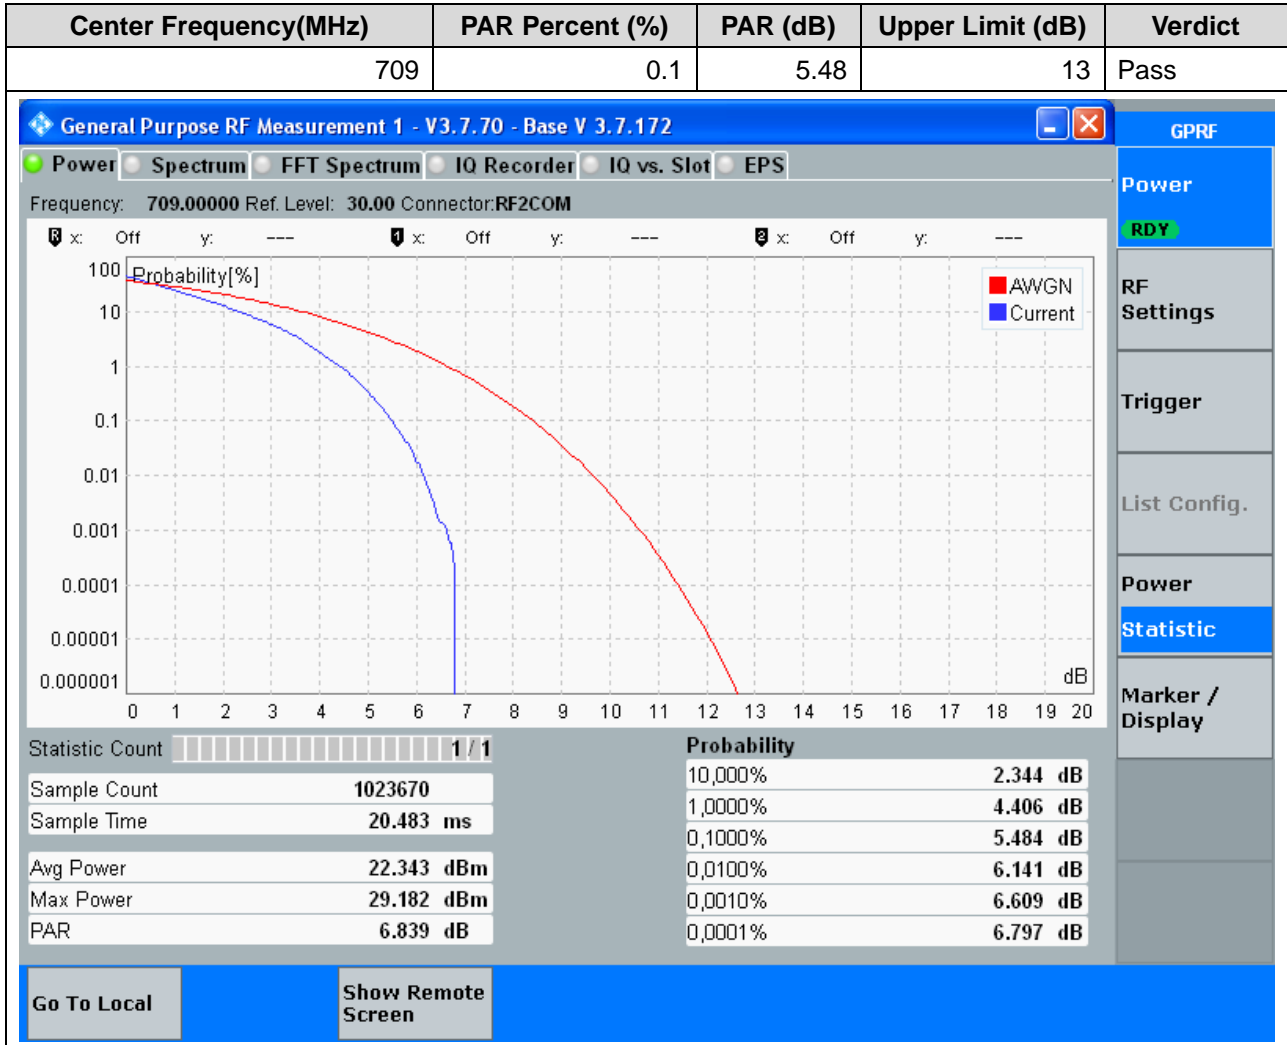 Center Frequency(MHz) PAR Percent (%) PAR (dB) Upper Limit (dB) Verdict
709 0.1 5.48 13 Pass
General Purpose RF Measurement 1 - V3.7.70 - Base V 3.7.172
GPRF
Power Spectrum FFT Spectrum IQ Recorder IQ vs. Slot EPS
Frequency: 709.00000 Ref. Level: 30.00 Connector:RF2COM
R x: Off y: --- 1 x: Off y: --- 2 x: Off y: ---
Probability[%]
100
10
1
0.1
0.01
0.001
0.0001
0.00001
0.000001
AWGN
Current
dB
0 1 2 3 4 5 6 7 8 9 10 11 12 13 14 15 16 17 18 19 20
Statistic Count 1 / 1
Sample Count 1023670
Sample Time 20.483 ms
Avg Power 22.343 dBm
Max Power 29.182 dBm
PAR 6.839 dB
Probability
10,000% 2.344 dB
1,0000% 4.406 dB
0,1000% 5.484 dB
0,0100% 6.141 dB
0,0010% 6.609 dB
0,0001% 6.797 dB
Power
RDY
RF
Settings
Trigger
List Config.
Power
Statistic
Marker /
Display
Go To Local
Show Remote
Screen